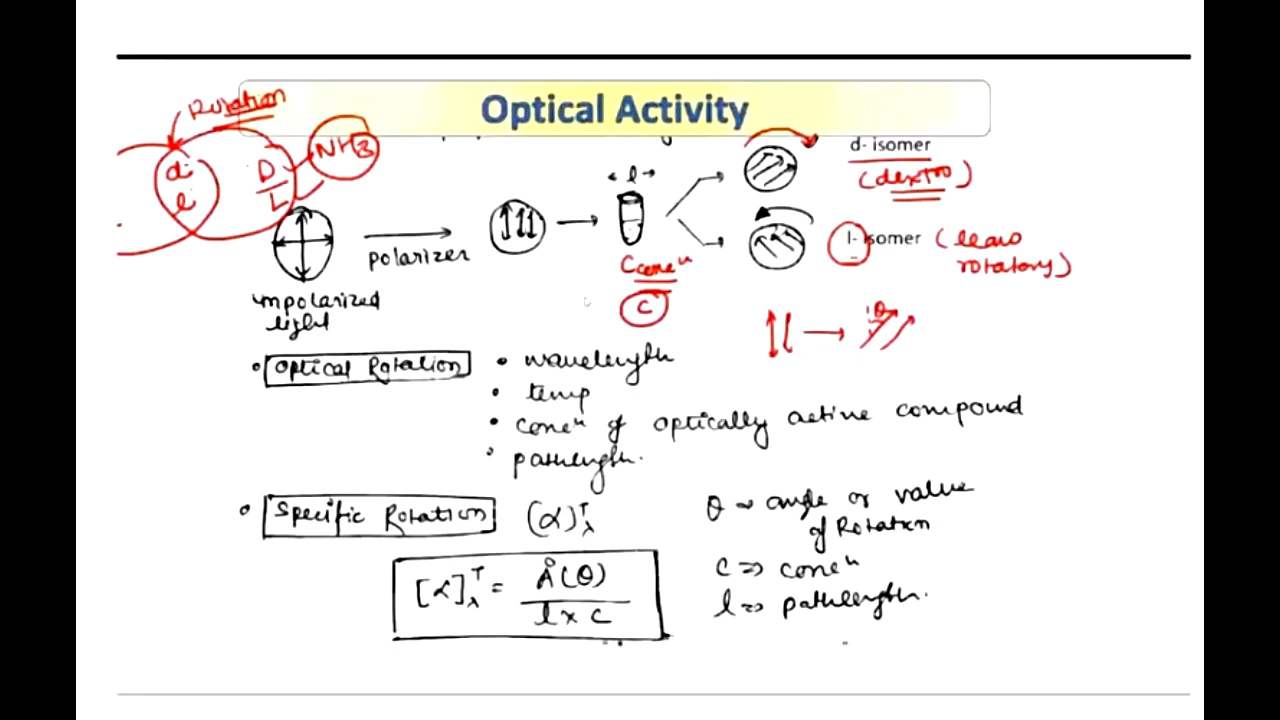 Optical Activity
Rotation
NH3
d
l
D
L
l
d- isomer
(dextro)
l- isomer (leavo
rotatory)
polarizer
unpolarized
light
Concⁿ
C
θ
• Optical Rotation
• wavelength
• temp
• concⁿ of optically active compound
• pathlength.
• Specific Rotation (α)ᵀλ
[α]ᵀλ = Å(θ) / l × c
θ → angle or value
of Rotation
c => concⁿ
l => pathlength.